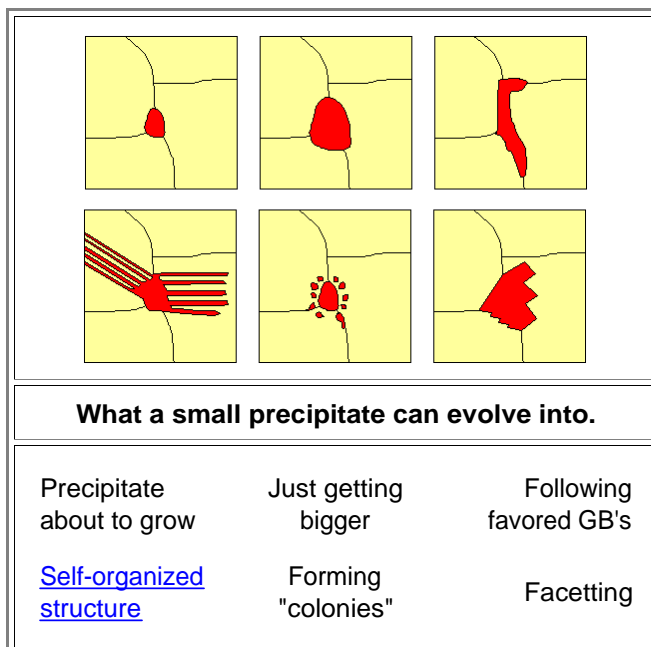 What a small precipitate can evolve into.
Precipitate
about to grow
Just getting
bigger
Following
favored GB's
Self-organized
structure
Forming
"colonies"
Facetting